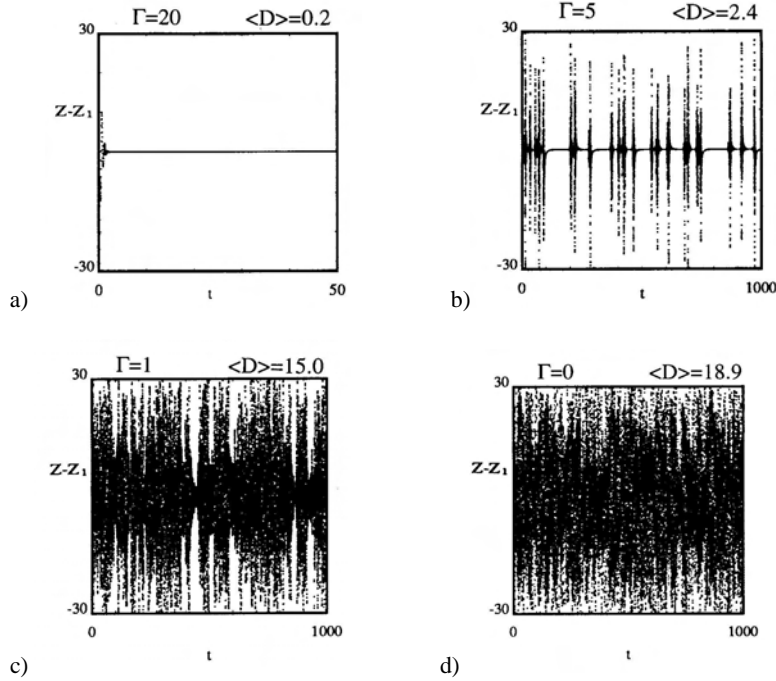 Γ=20 <D>=0.2
30
Z-Z₁
-30
0 t 50
a)
Γ=5 <D>=2.4
30
Z-Z₁
-30
0 t 1000
b)
Γ=1 <D>=15.0
30
Z-Z₁
-30
0 t 1000
c)
Γ=0 <D>=18.9
30
Z-Z₁
-30
0 t 1000
d)